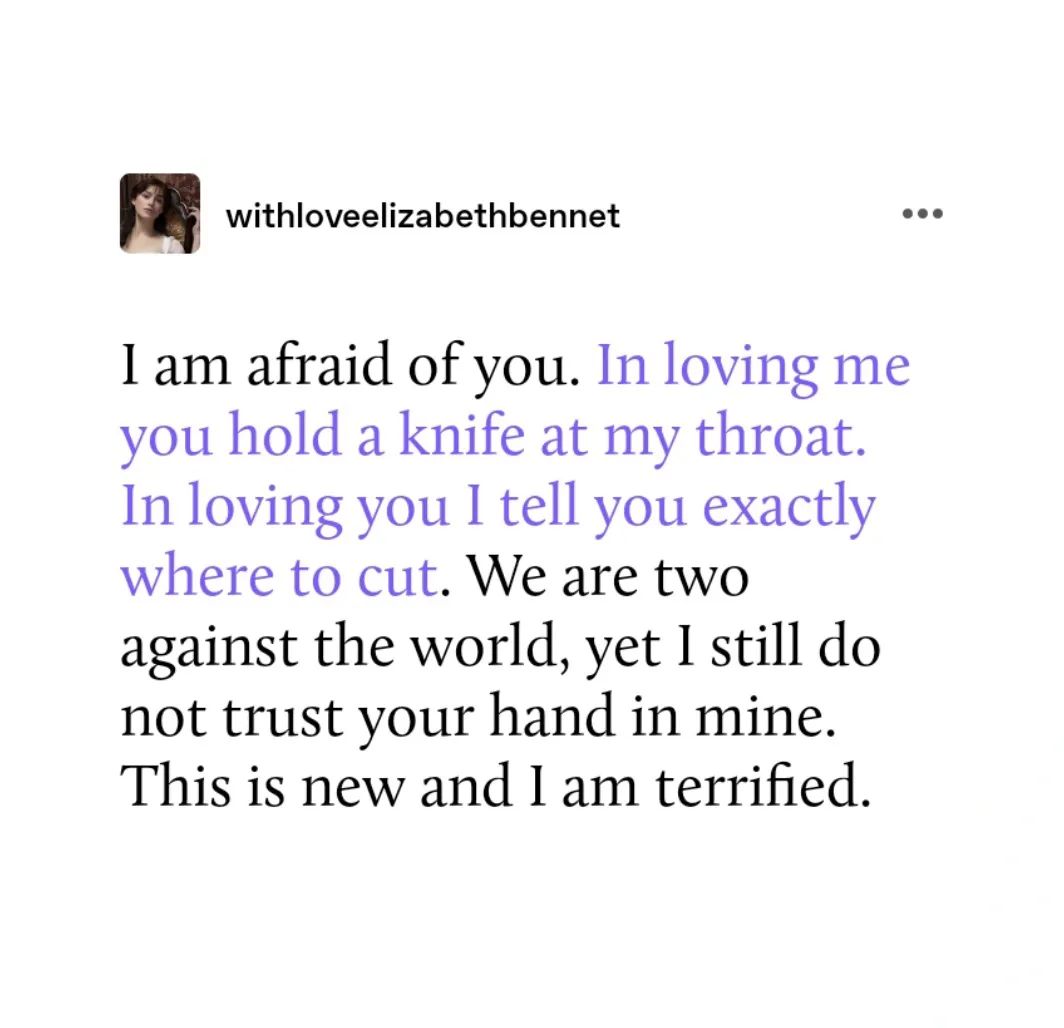 withloveelizabethbennet
I am afraid of you. In loving me
you hold a knife at my throat.
In loving you I tell you exactly
where to cut. We are two
against the world, yet I still do
not trust your hand in mine.
This is new and I am terrified.